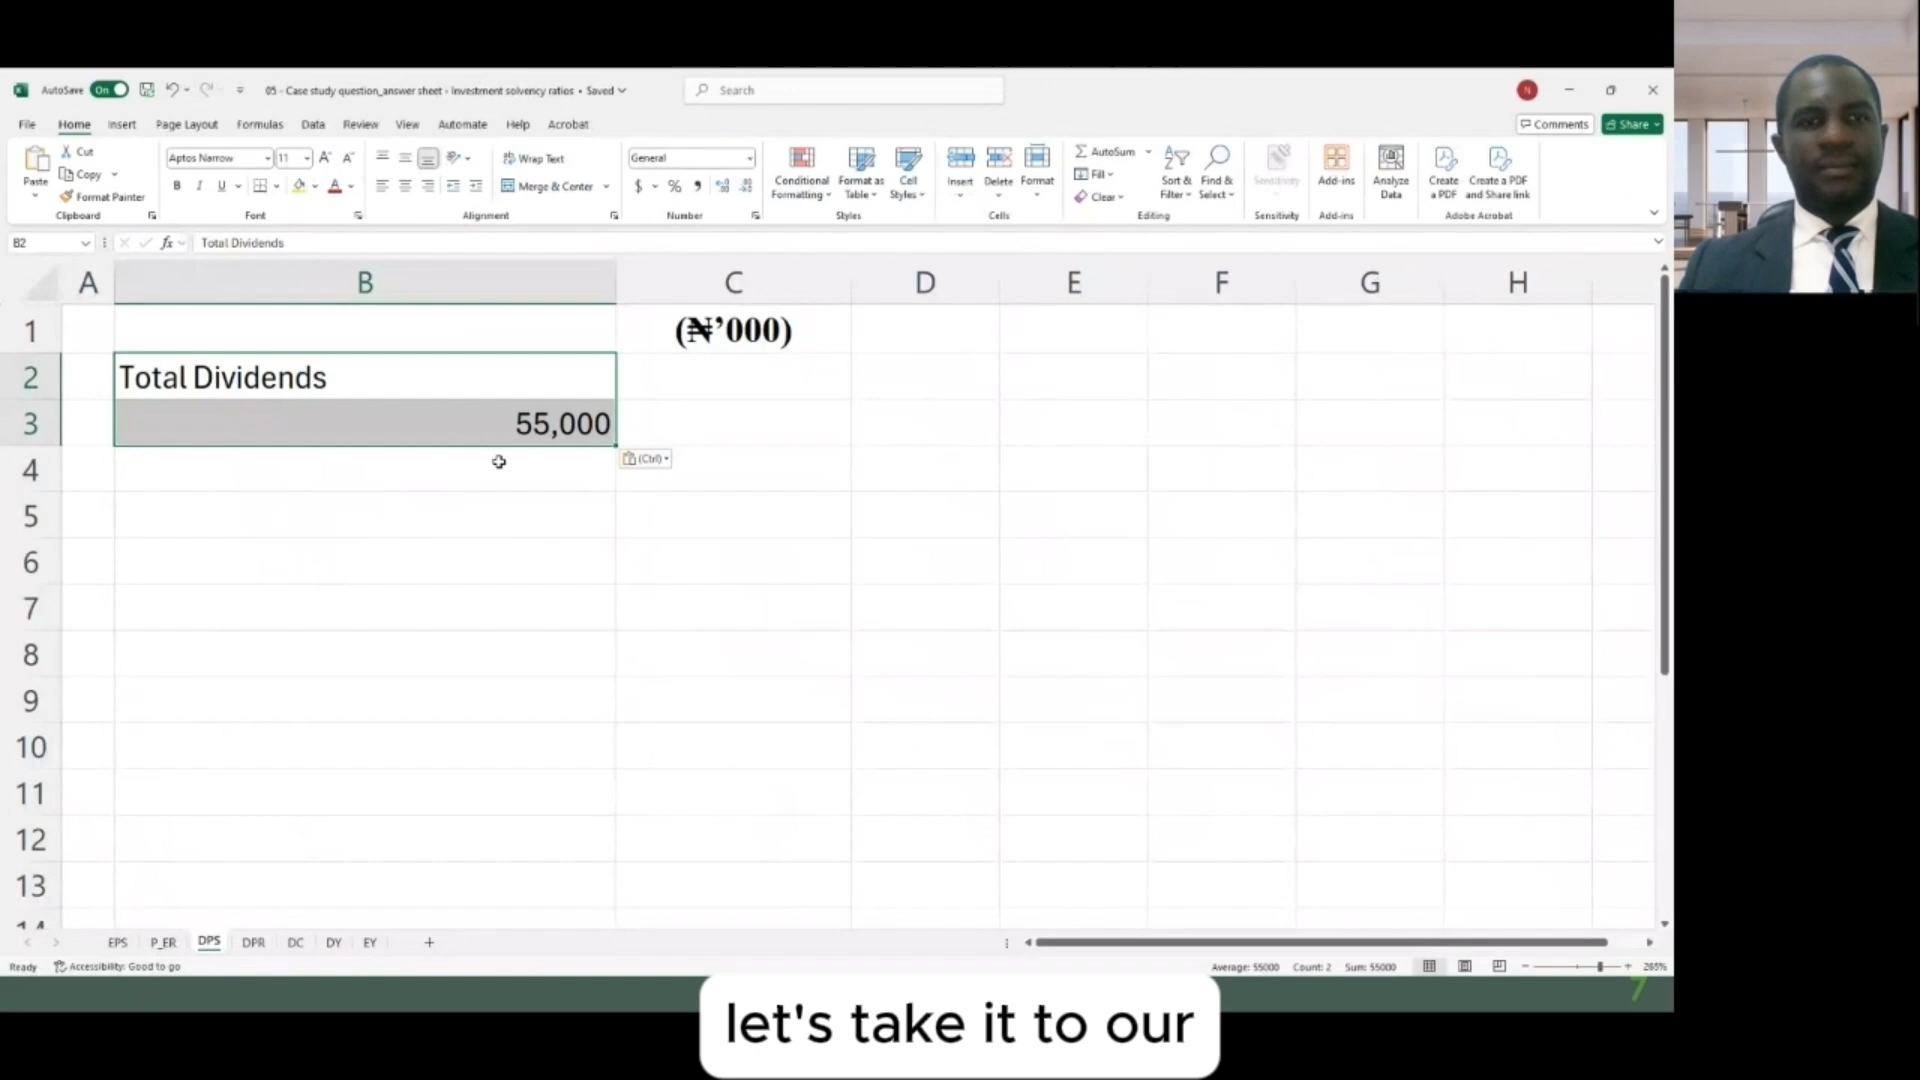 AutoSave On 05 - Case study question_answer sheet - Investment solvency ratios • Saved Search N
File Home Insert Page Layout Formulas Data Review View Automate Help Acrobat Comments Share
Paste Cut Copy Format Painter Clipboard
Aptos Narrow 11 A A B I U A Font
Wrap Text Merge & Center Alignment
General $ % Number
Conditional Formatting Format as Table Cell Styles Styles
Insert Delete Format Cells
AutoSum Fill Clear Sort & Filter Find & Select Editing
Sensitivity Sensitivity
Add-ins Add-ins
Analyze Data
Create a PDF Create a PDF and Share link Adobe Acrobat
B2 fx Total Dividends
A B C D E F G H
1 (₦’000)
2 Total Dividends
3 55,000
4 (Ctrl)
5
6
7
8
9
10
11
12
13
EPS P_ER DPS DPR DC DY EY +
Ready Accessibility: Good to go Average: 55000 Count: 2 Sum: 55000 265%
7
let's take it to our